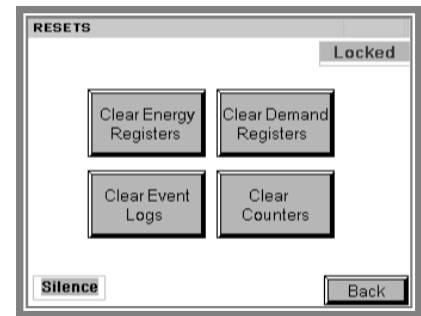 RESETS
Locked
Clear Energy
Registers
Clear Demand
Registers
Clear Event
Logs
Clear
Counters
Silence
Back